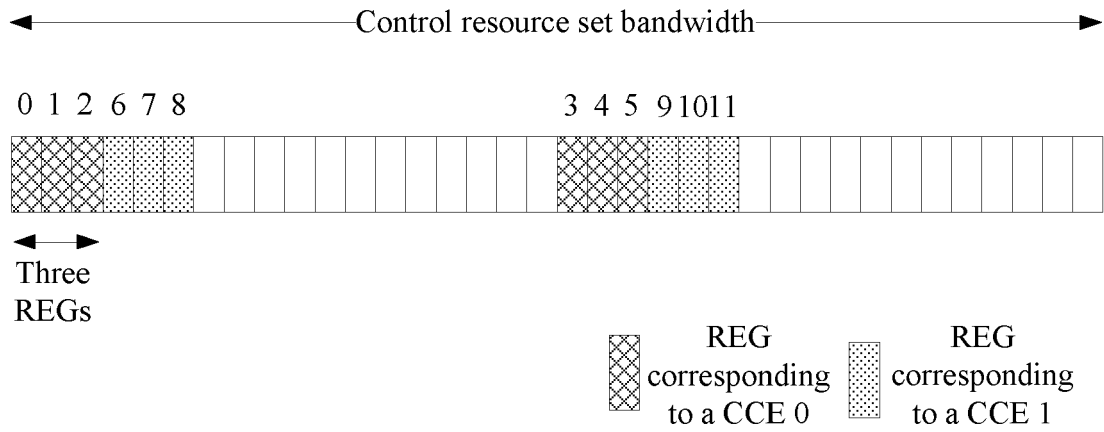 Control resource set bandwidth
0 1 2 6 7 8 3 4 5 9 10 11
Three
REGs
REG
corresponding
to a CCE 0
REG
corresponding
to a CCE 1